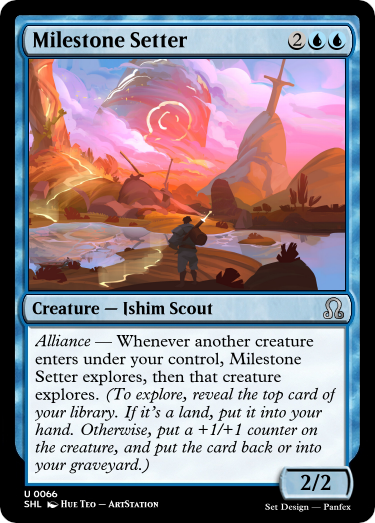 Milestone Setter 2
Creature — Ishim Scout
Alliance — Whenever another creature
enters under your control, Milestone
Setter explores, then that creature
explores. (To explore, reveal the top card of
your library. If it's a land, put it into your
hand. Otherwise, put a +1/+1 counter on
the creature, and put the card back or into
your graveyard.)
2/2
U 0066
SHL Hue Teo — ArtStation
Set Design — Panfex